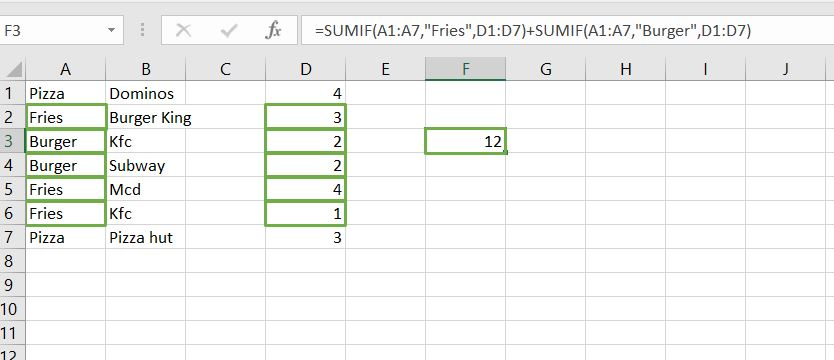 F3 fx =SUMIF(A1:A7,"Fries",D1:D7)+SUMIF(A1:A7,"Burger",D1:D7)
A B C D E F G H I J
1 Pizza Dominos 4
2 Fries Burger King 3
3 Burger Kfc 2 12
4 Burger Subway 2
5 Fries Mcd 4
6 Fries Kfc 1
7 Pizza Pizza hut 3
8
9
10
11
12